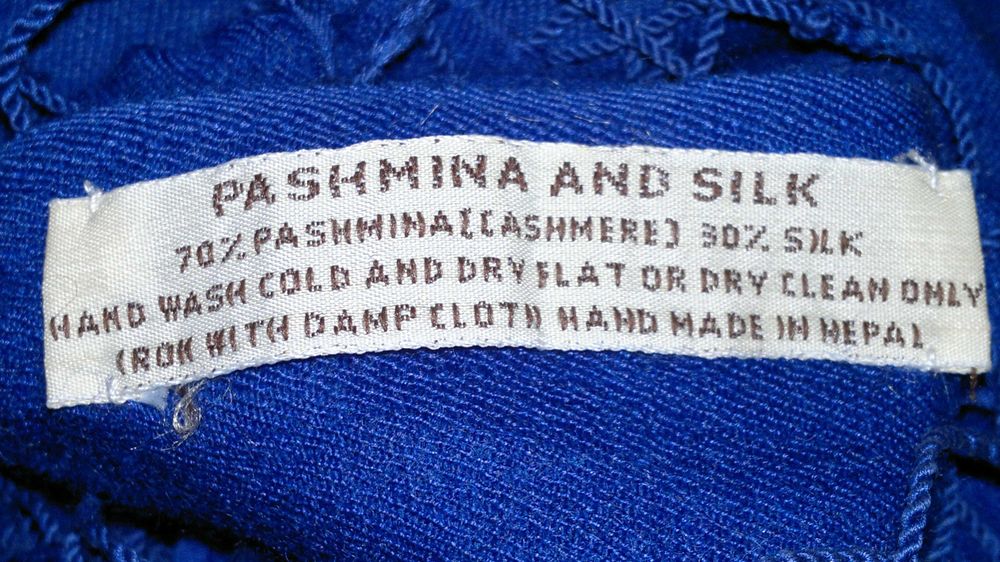 PASHMINA AND SILK
70% PASHMINA [CASHMERE] 30% SILK
HAND WASH COLD AND DRY FLAT OR DRY CLEAN ONLY
IRON WITH DAMP CLOTH HAND MADE IN NEPAL